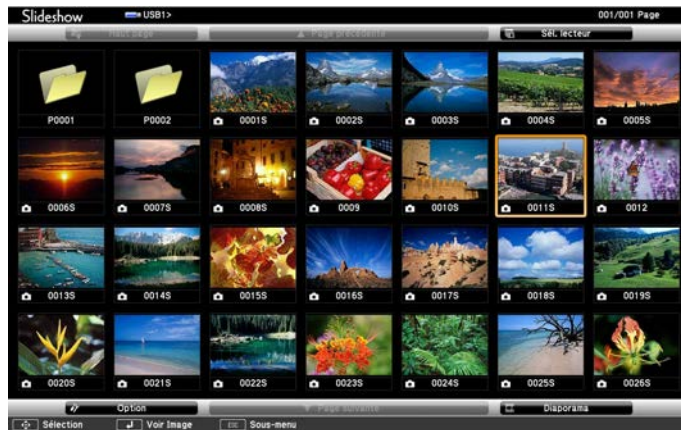 Slideshow USB1> 001/001 Page
Haut page Page précédente Sél. lecteur
P0001 P0002 0001S 0002S 0003S 0004S 0005S
0006S 0007S 0008S 0009 0010S 0011S 0012
0013S 0014S 0015S 0016S 0017S 0018S 0019S
0020S 0021S 0022S 0023S 0024S 0025S 0026S
Option Page suivante Diaporama
Sélection Voir Image Esc Sous-menu